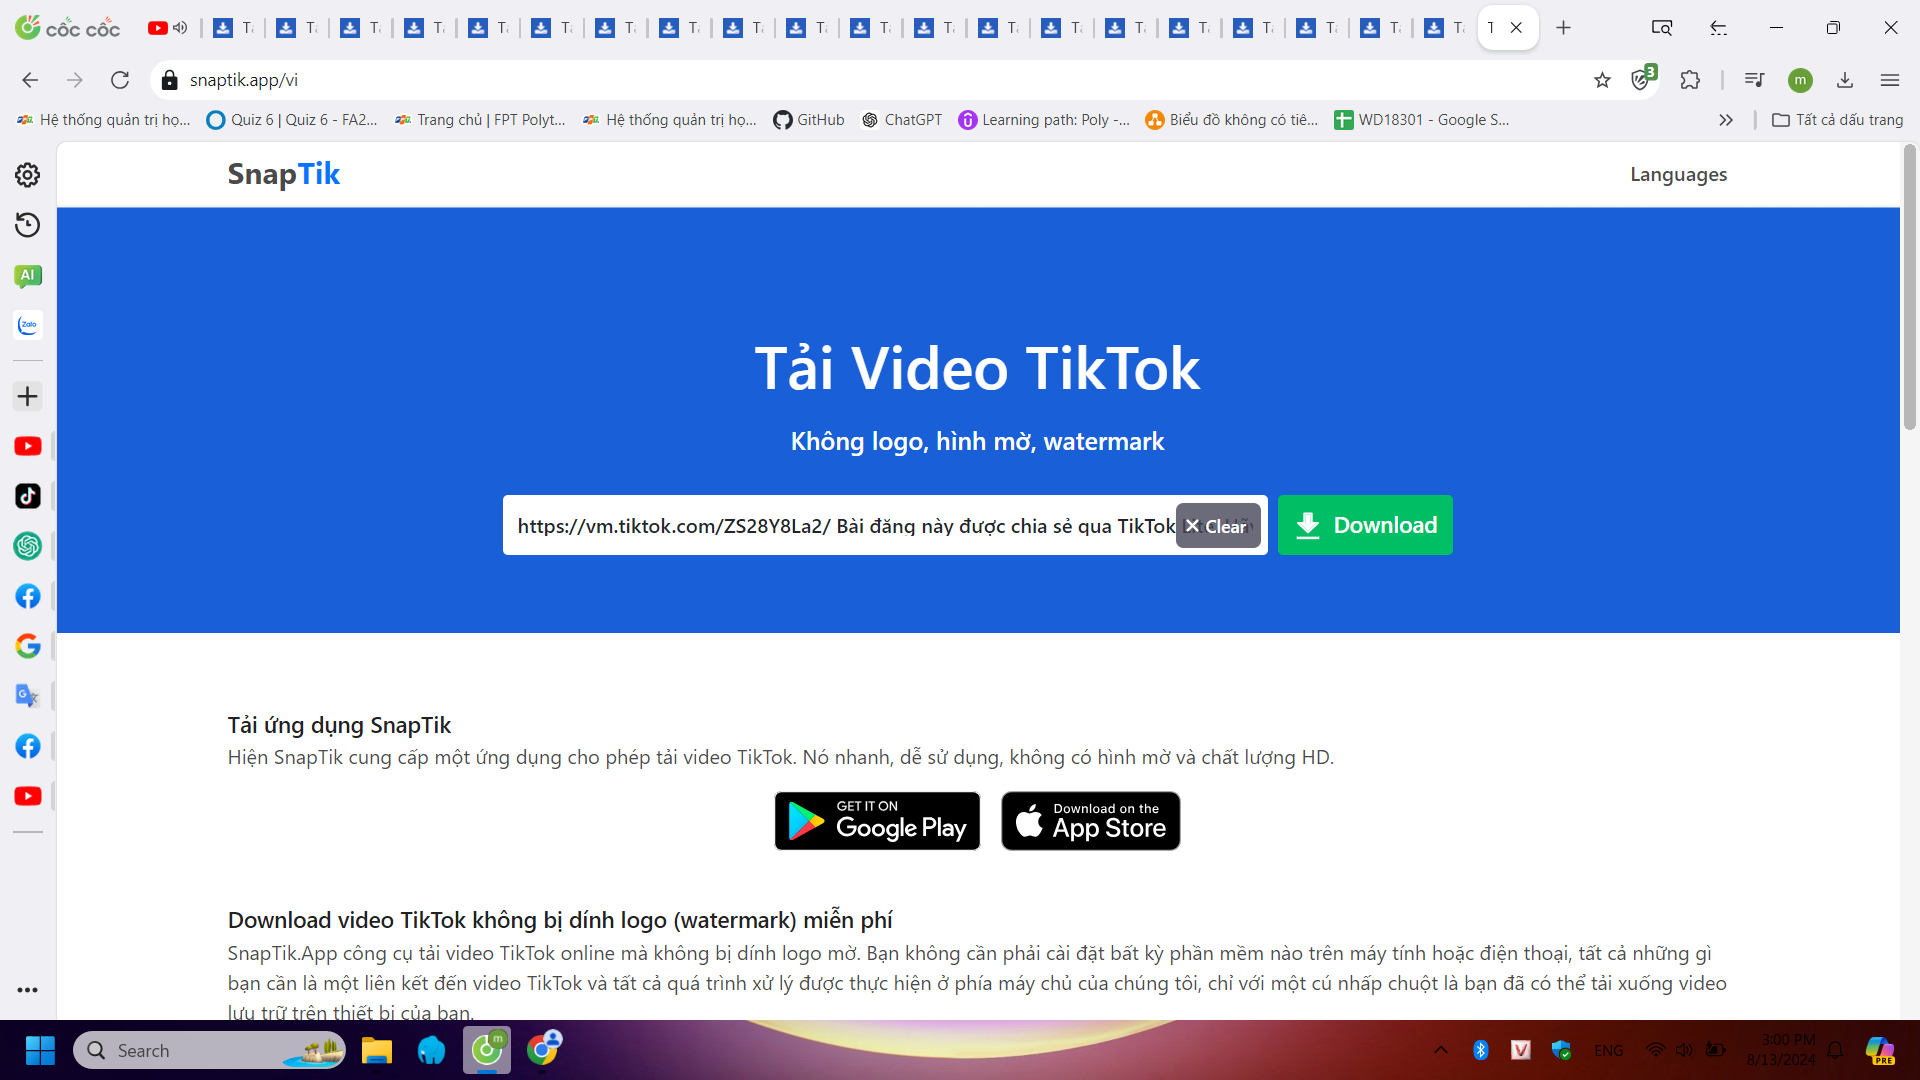 cốc cốc
snaptik.app/vi
3
m
Hệ thống quản trị họ...
Quiz 6 | Quiz 6 - FA2...
Trang chủ | FPT Polyt...
Hệ thống quản trị họ...
GitHub
ChatGPT
Learning path: Poly -...
Biểu đồ không có tiê...
WD18301 - Google S...
Tất cả dấu trang
AI
Zalo
SnapTik
Languages
Tải Video TikTok
Không logo, hình mờ, watermark
https://vm.tiktok.com/ZS28Y8La2/ Bài đăng này được chia sẻ qua TikTok
Clear
Download
Tải ứng dụng SnapTik
Hiện SnapTik cung cấp một ứng dụng cho phép tải video TikTok. Nó nhanh, dễ sử dụng, không có hình mờ và chất lượng HD.
GET IT ON
Google Play
Download on the
App Store
Download video TikTok không bị dính logo (watermark) miễn phí
SnapTik.App công cụ tải video TikTok online mà không bị dính logo mờ. Bạn không cần phải cài đặt bất kỳ phần mềm nào trên máy tính hoặc điện thoại, tất cả những gì
bạn cần là một liên kết đến video TikTok và tất cả quá trình xử lý được thực hiện ở phía máy chủ của chúng tôi, chỉ với một cú nhấp chuột là bạn đã có thể tải xuống video
lưu trữ trên thiết bị của bạn.
Search
m
V
ENG
3:00 PM
8/13/2024
PRE